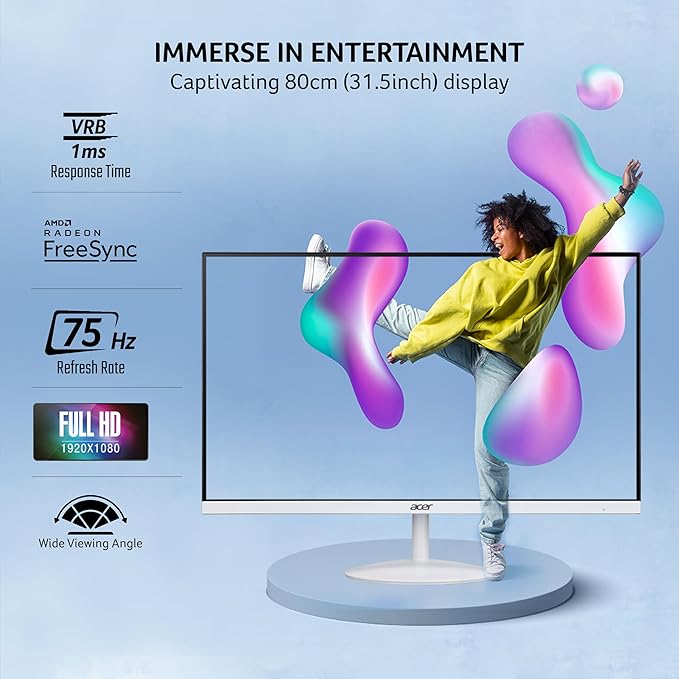 IMMERSE IN ENTERTAINMENT
Captivating 80cm (31.5inch) display
VRB
1ms
Response Time
AMD
RADEON
FreeSync
75 Hz
Refresh Rate
FULL HD
1920X1080
Wide Viewing Angle
acer